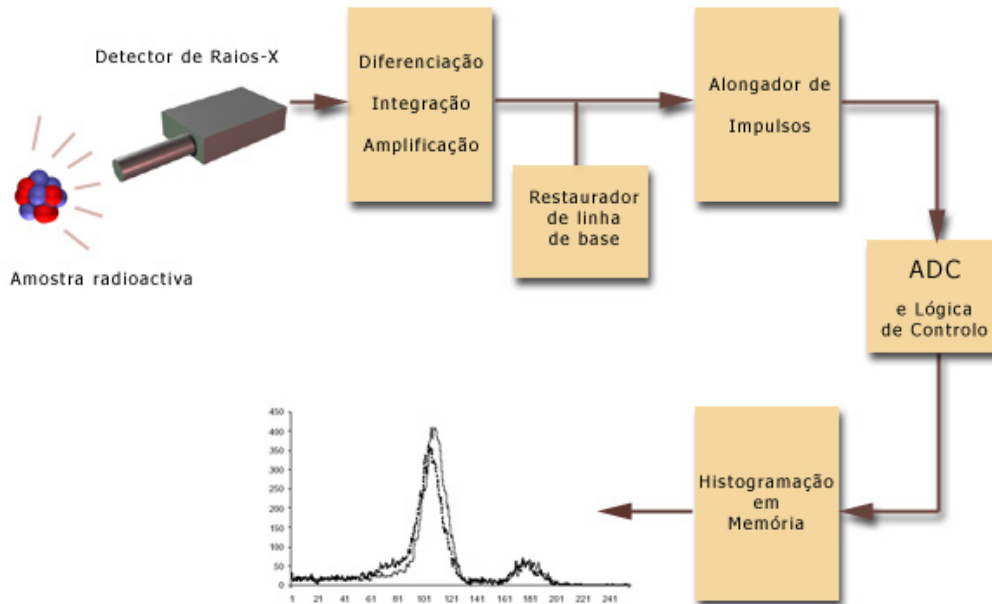 Detector de Raios-X
Amostra radioactiva
Diferenciação
Integração
Amplificação
Restaurador
de linha
de base
Alongador de
Impulsos
ADC
e Lógica
de Controlo
Histogramação
em
Memória
450
400
350
300
250
200
150
100
50
0
1 21 41 61 81 101 121 141 161 181 201 221 241